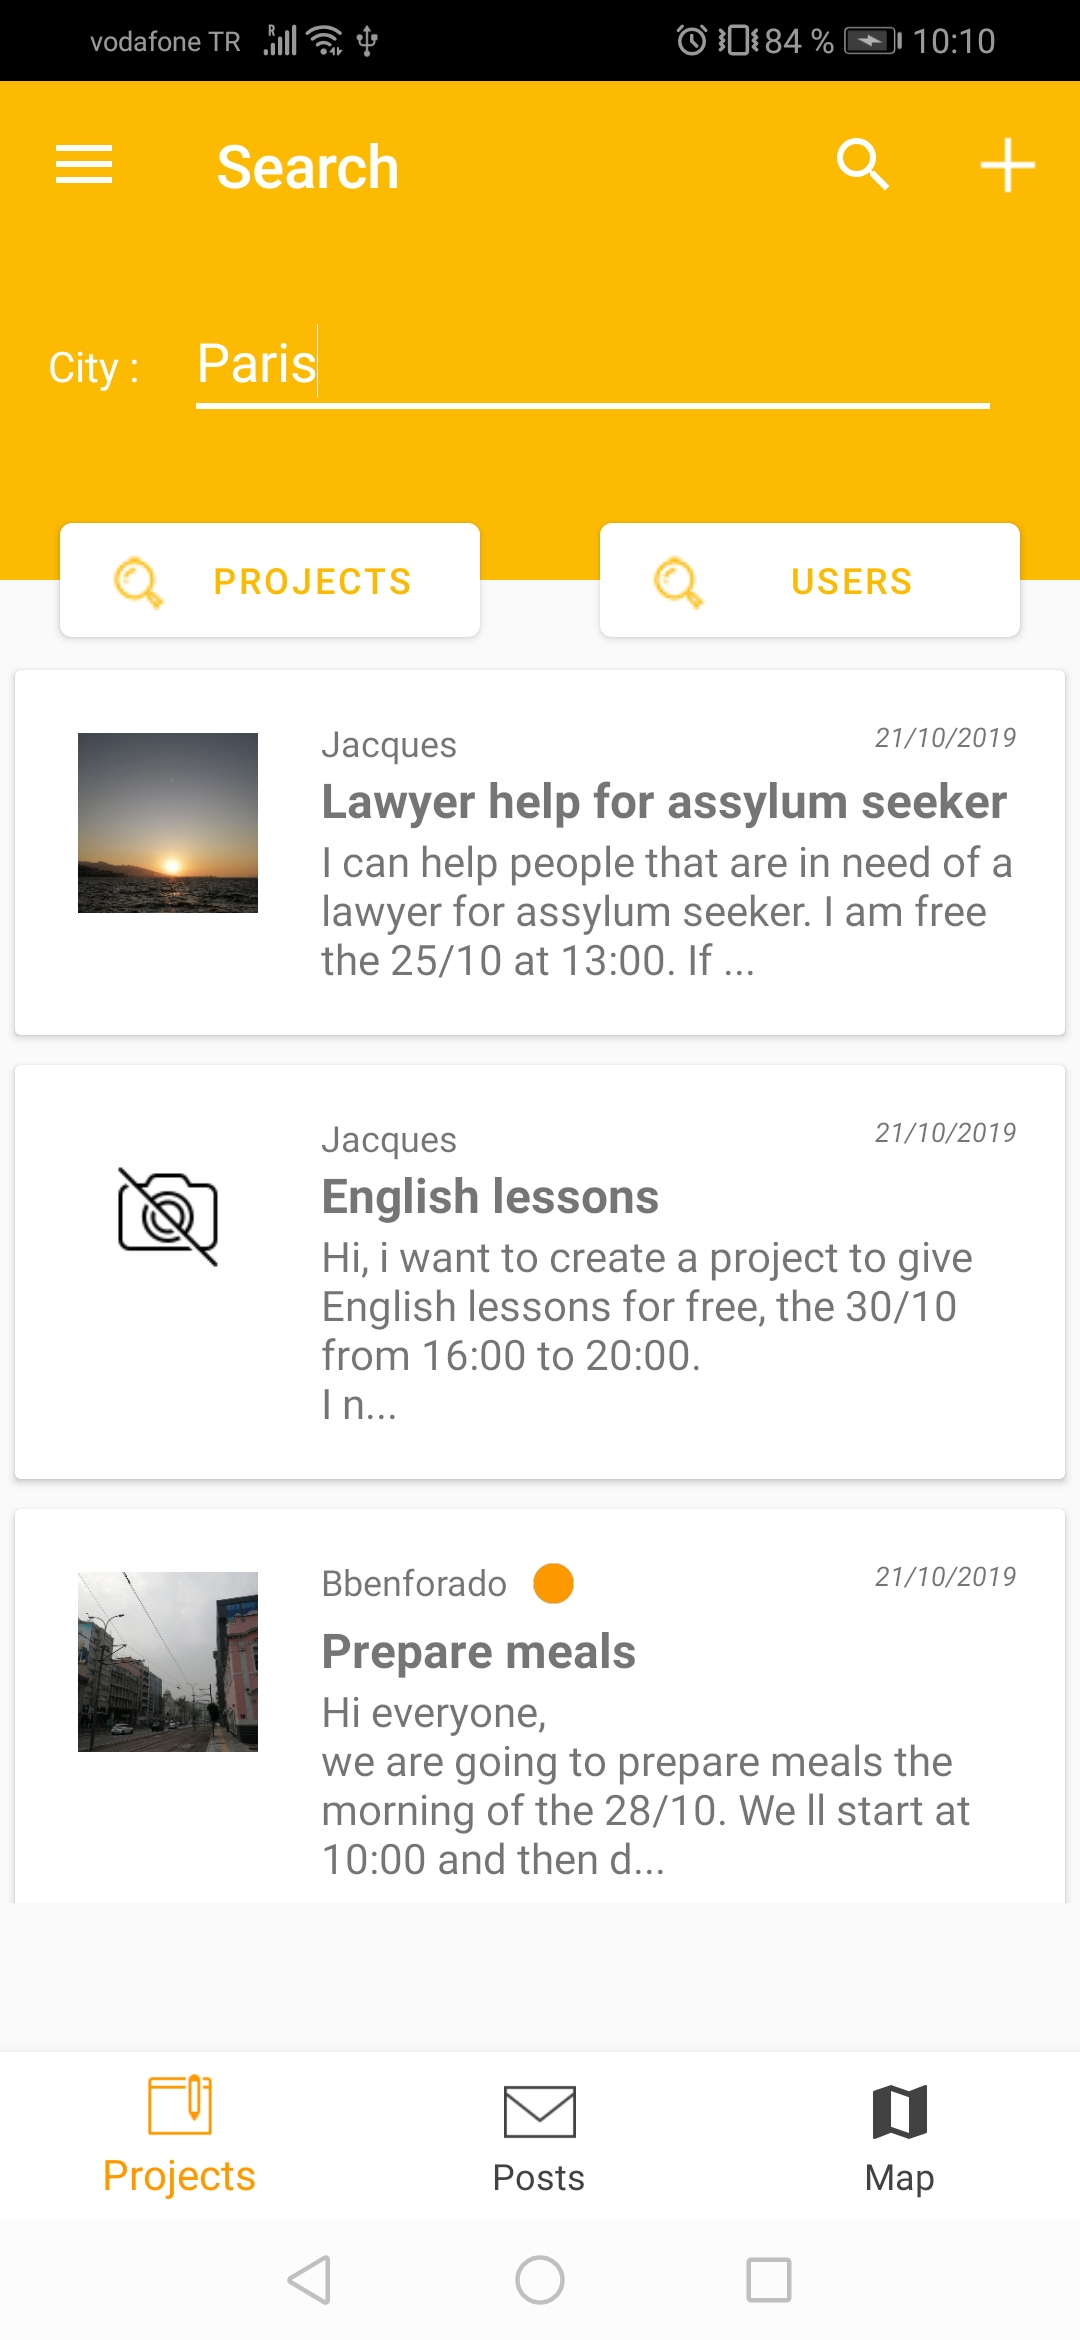 vodafone TR R 84 % 10:10
Search
City : Paris
PROJECTS USERS
Jacques 21/10/2019
Lawyer help for assylum seeker
I can help people that are in need of a
lawyer for assylum seeker. I am free
the 25/10 at 13:00. If ...
Jacques 21/10/2019
English lessons
Hi, i want to create a project to give
English lessons for free, the 30/10
from 16:00 to 20:00.
I n...
Bbenforado 21/10/2019
Prepare meals
Hi everyone,
we are going to prepare meals the
morning of the 28/10. We ll start at
10:00 and then d...
Projects Posts Map